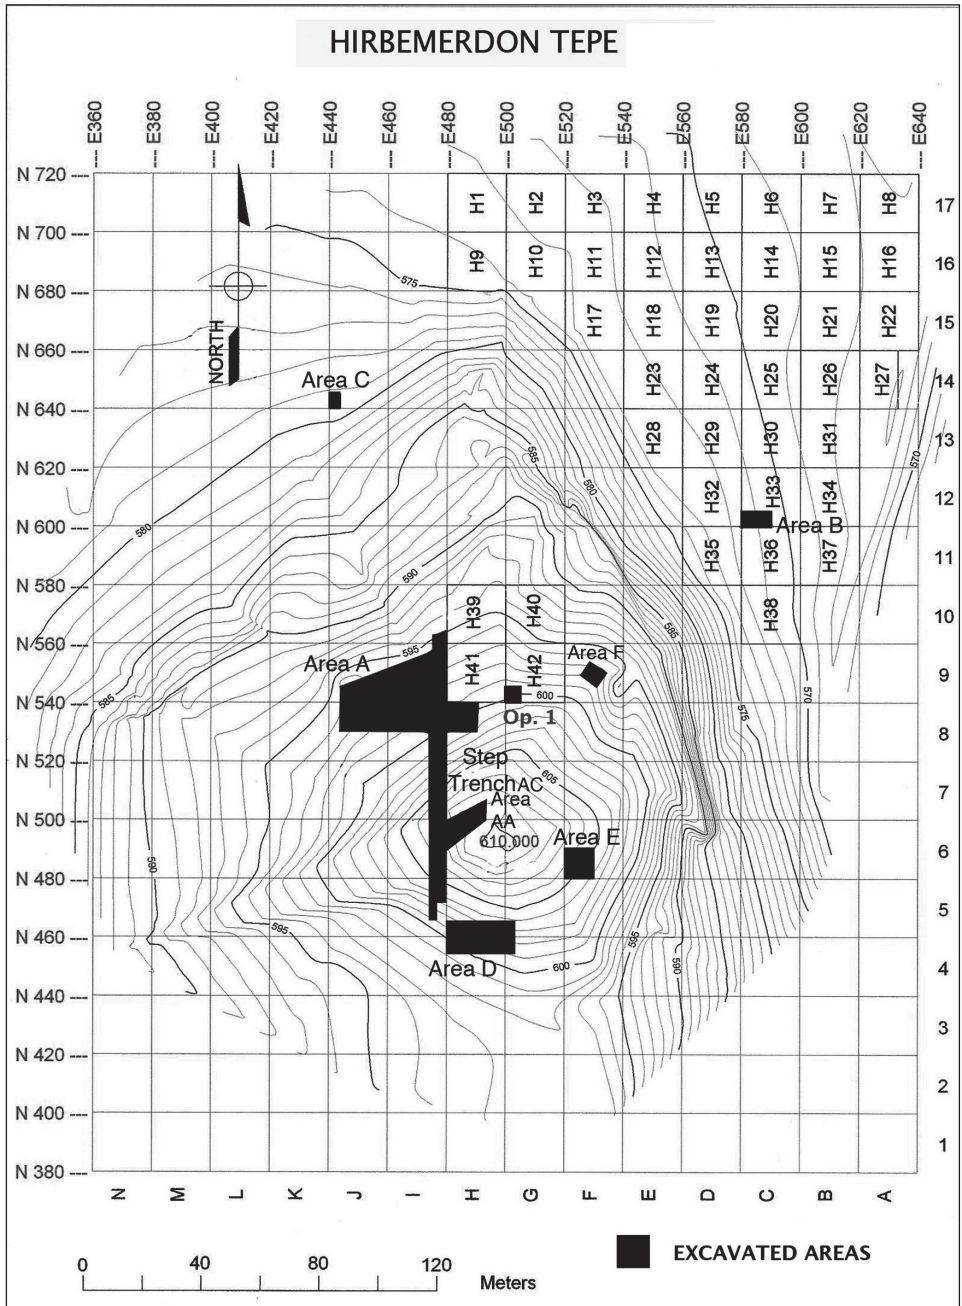 HIRBEMERDON TEPE
---E360 ---E380 ---E400 ---E420 ---E440 ---E460 ---E480 ---E500 ---E520 ---E540 ---E560 ---E580 ---E600 ---E620 ---E640
N 720 ---
H1 H2 H3 H4 H5 H6 H7 H8 17
N 700 ---
H9 H10 H11 H12 H13 H14 H15 H16 16
575
N 680 ---
H17 H18 H19 H20 H21 H22 15
NORTH
N 660 ---
Area C
H23 H24 H25 H26 H27 14
N 640 ---
H28 H29 H30 H31 13
585
570
N 620 ---
580
H32 H33 H34 12
N 600 ---
580
Area B
H35 H36 H37 11
590
N 580 ---
H39 H40 H38 10
585
N 560 ---
595
Area F
Area A
H41 H42 9
585
600
570
N 540 ---
Op. 1
575
8
Step
N 520 ---
605
Trench AC
7
Area
N 500 ---
AA
Area E
610.000
6
590
N 480 ---
5
595
595
N 460 ---
Area D
600
590
4
N 440 ---
3
N 420 ---
2
N 400 ---
1
N 380 ---
N M L K J I H G F E D C B A
EXCAVATED AREAS
0 40 80 120
Meters